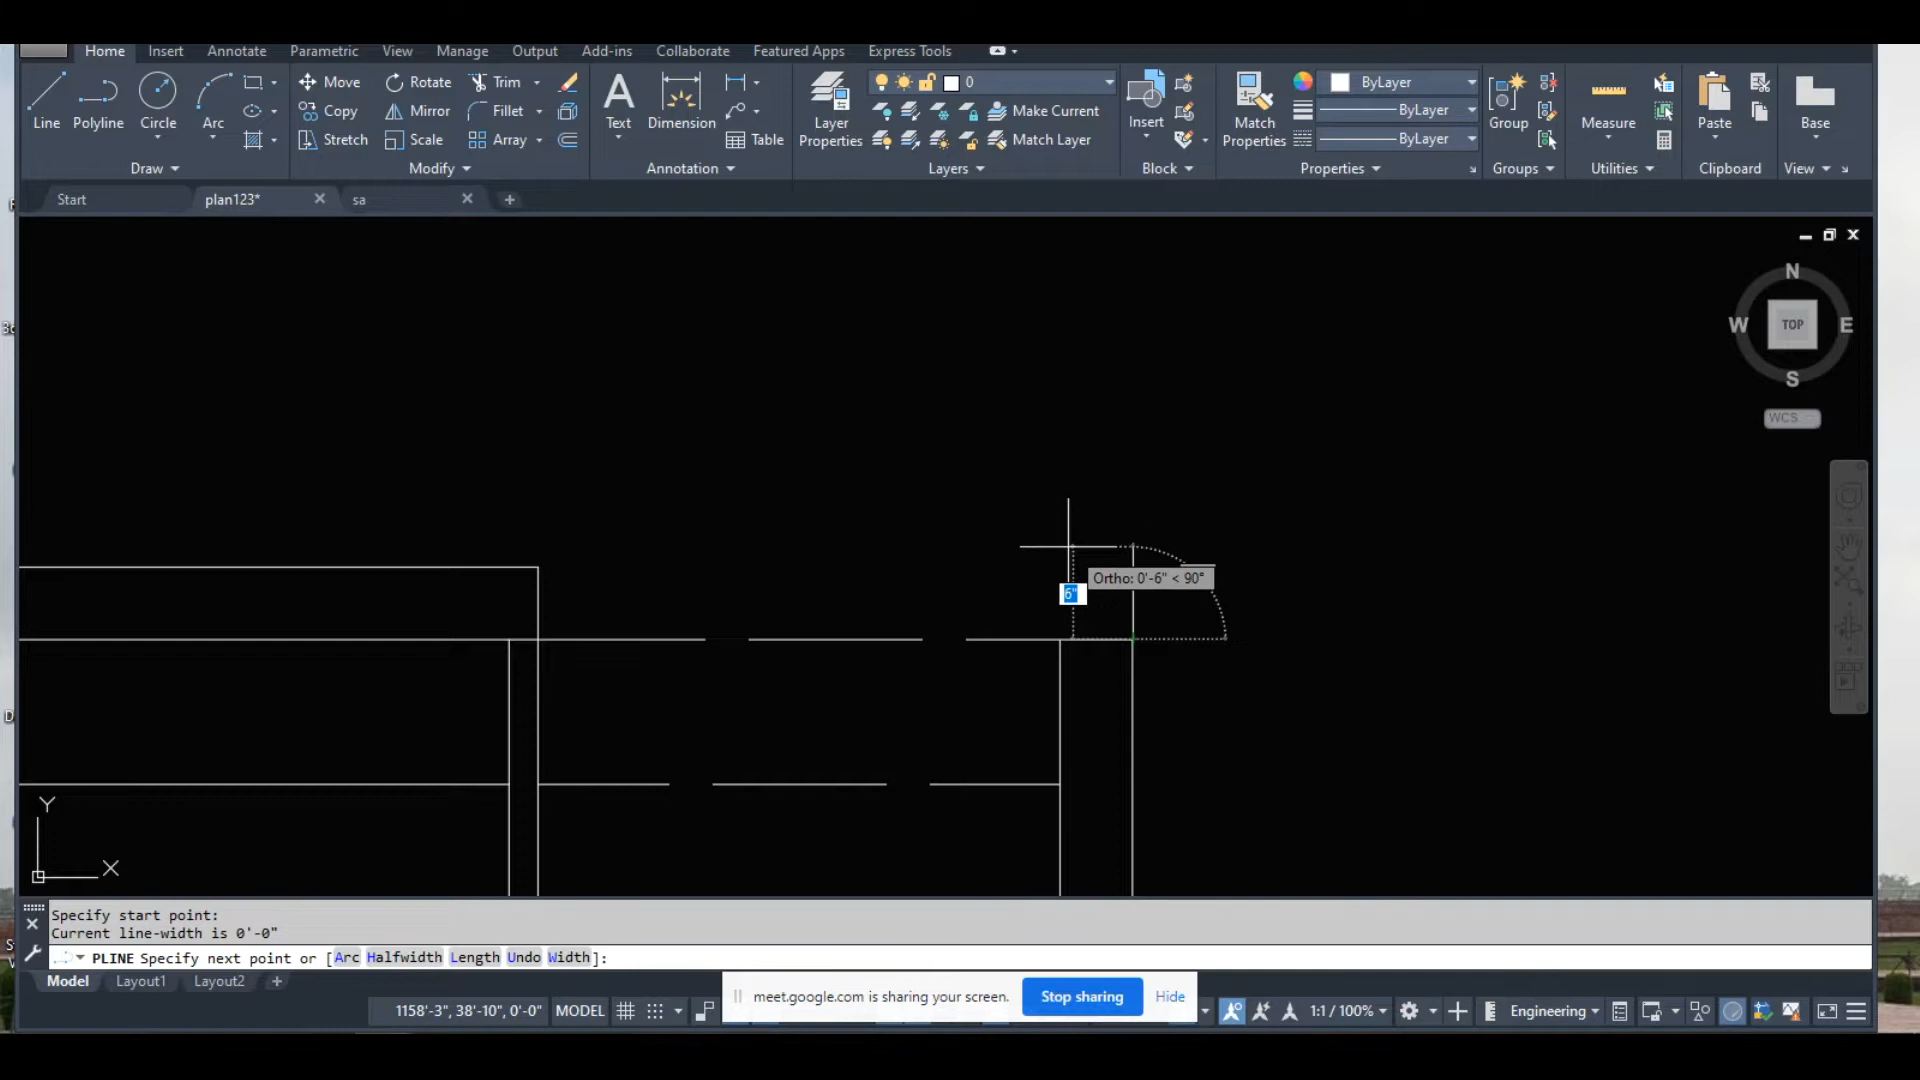 Home Insert Annotate Parametric View Manage Output Add-ins Collaborate Featured Apps Express Tools
Line Polyline Circle Arc
Move Rotate Trim
Copy Mirror Fillet
Stretch Scale Array
Text Dimension
Table
Layer Properties
0
Make Current
Match Layer
Insert
Match Properties
ByLayer
ByLayer
ByLayer
Group
Measure
Paste
Base
Draw Modify Annotation Layers Block Properties Groups Utilities Clipboard View
Start plan123* sa
N
W TOP E
S
WCS
Ortho: 0'-6" < 90°
6"
Y
X
Specify start point:
Current line-width is 0'-0"
PLINE Specify next point or [Arc Halfwidth Length Undo Width]:
Model Layout1 Layout2
meet.google.com is sharing your screen. Stop sharing Hide
1158'-3", 38'-10", 0'-0" MODEL
1:1 / 100%
Engineering